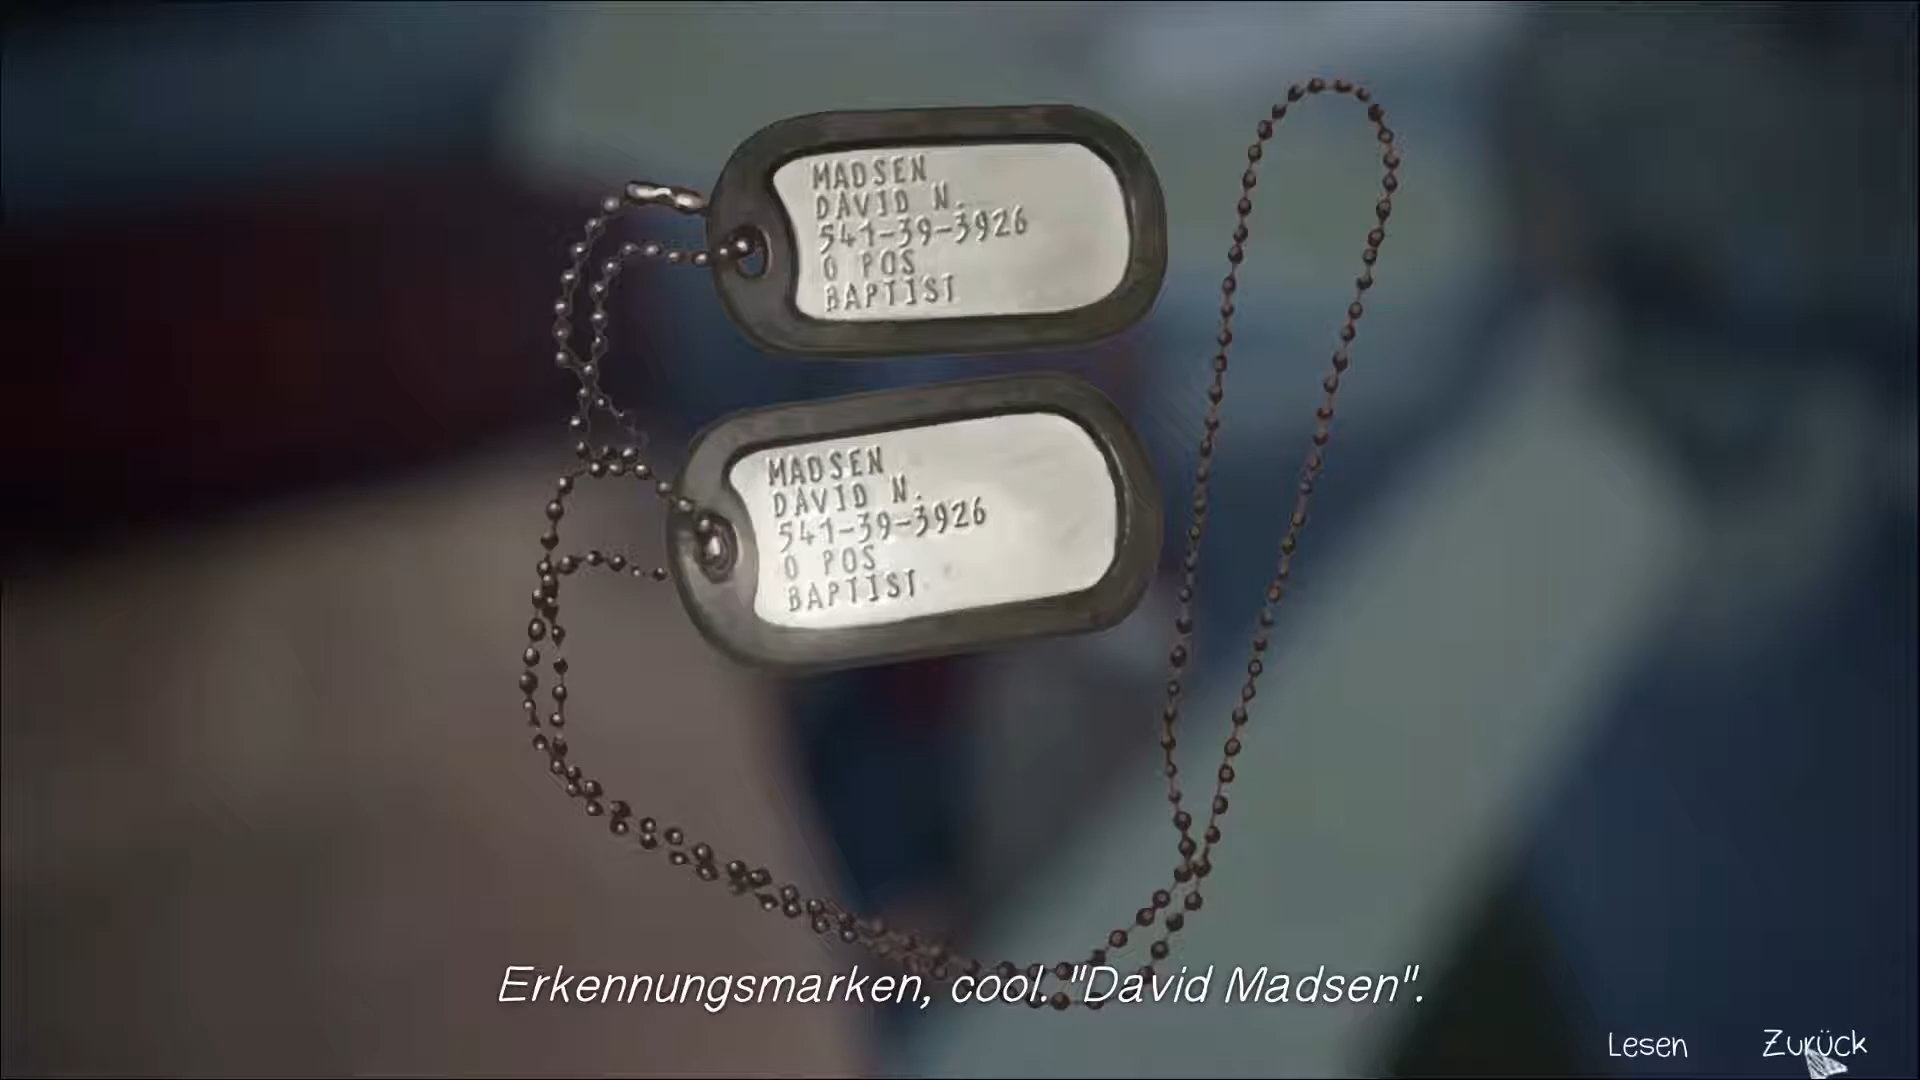 MADSEN
DAVID N.
541-39-3926
O POS
BAPTIST
MADSEN
DAVID N.
541-39-3926
O POS
BAPTIST
Erkennungsmarken, cool. "David Madsen".
Lesen
Zurück